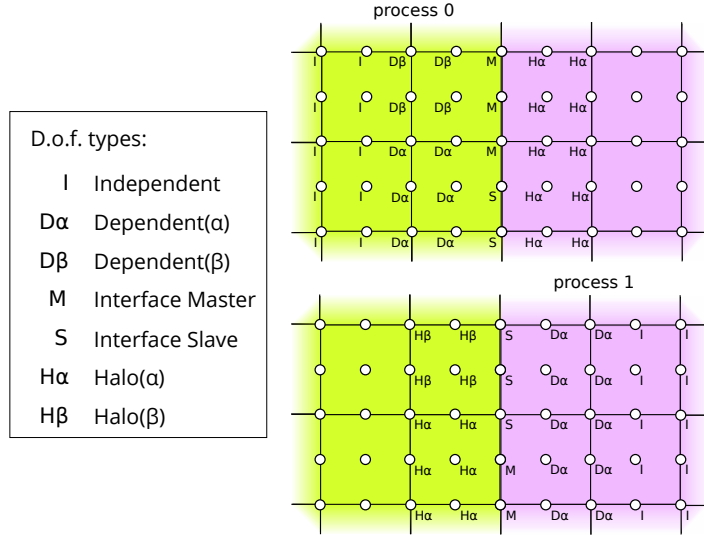 process 0
I I Dβ Dβ M Hα Hα
I I Dβ Dβ M Hα Hα
I I Dα Dα M Hα Hα
I I Dα Dα S Hα Hα
I I Dα Dα S Hα Hα
D.o.f. types:
I Independent
Dα Dependent(α)
Dβ Dependent(β)
M Interface Master
S Interface Slave
Hα Halo(α)
Hβ Halo(β)
process 1
Hβ Hβ S Dα Dα I I
Hβ Hβ S Dα Dα I I
Hα Hα S Dα Dα I I
Hα Hα M Dα Dα I I
Hα Hα M Dα Dα I I